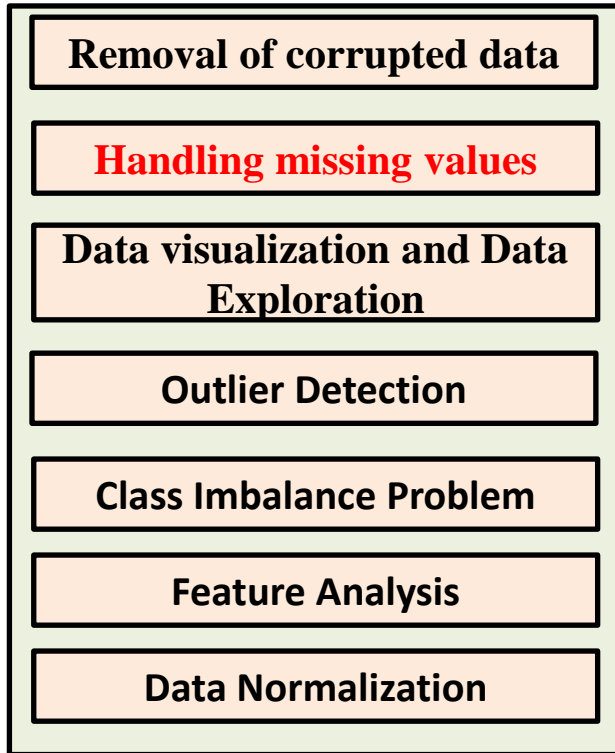 Removal of corrupted data
Handling missing values
Data visualization and Data
Exploration
Outlier Detection
Class Imbalance Problem
Feature Analysis
Data Normalization